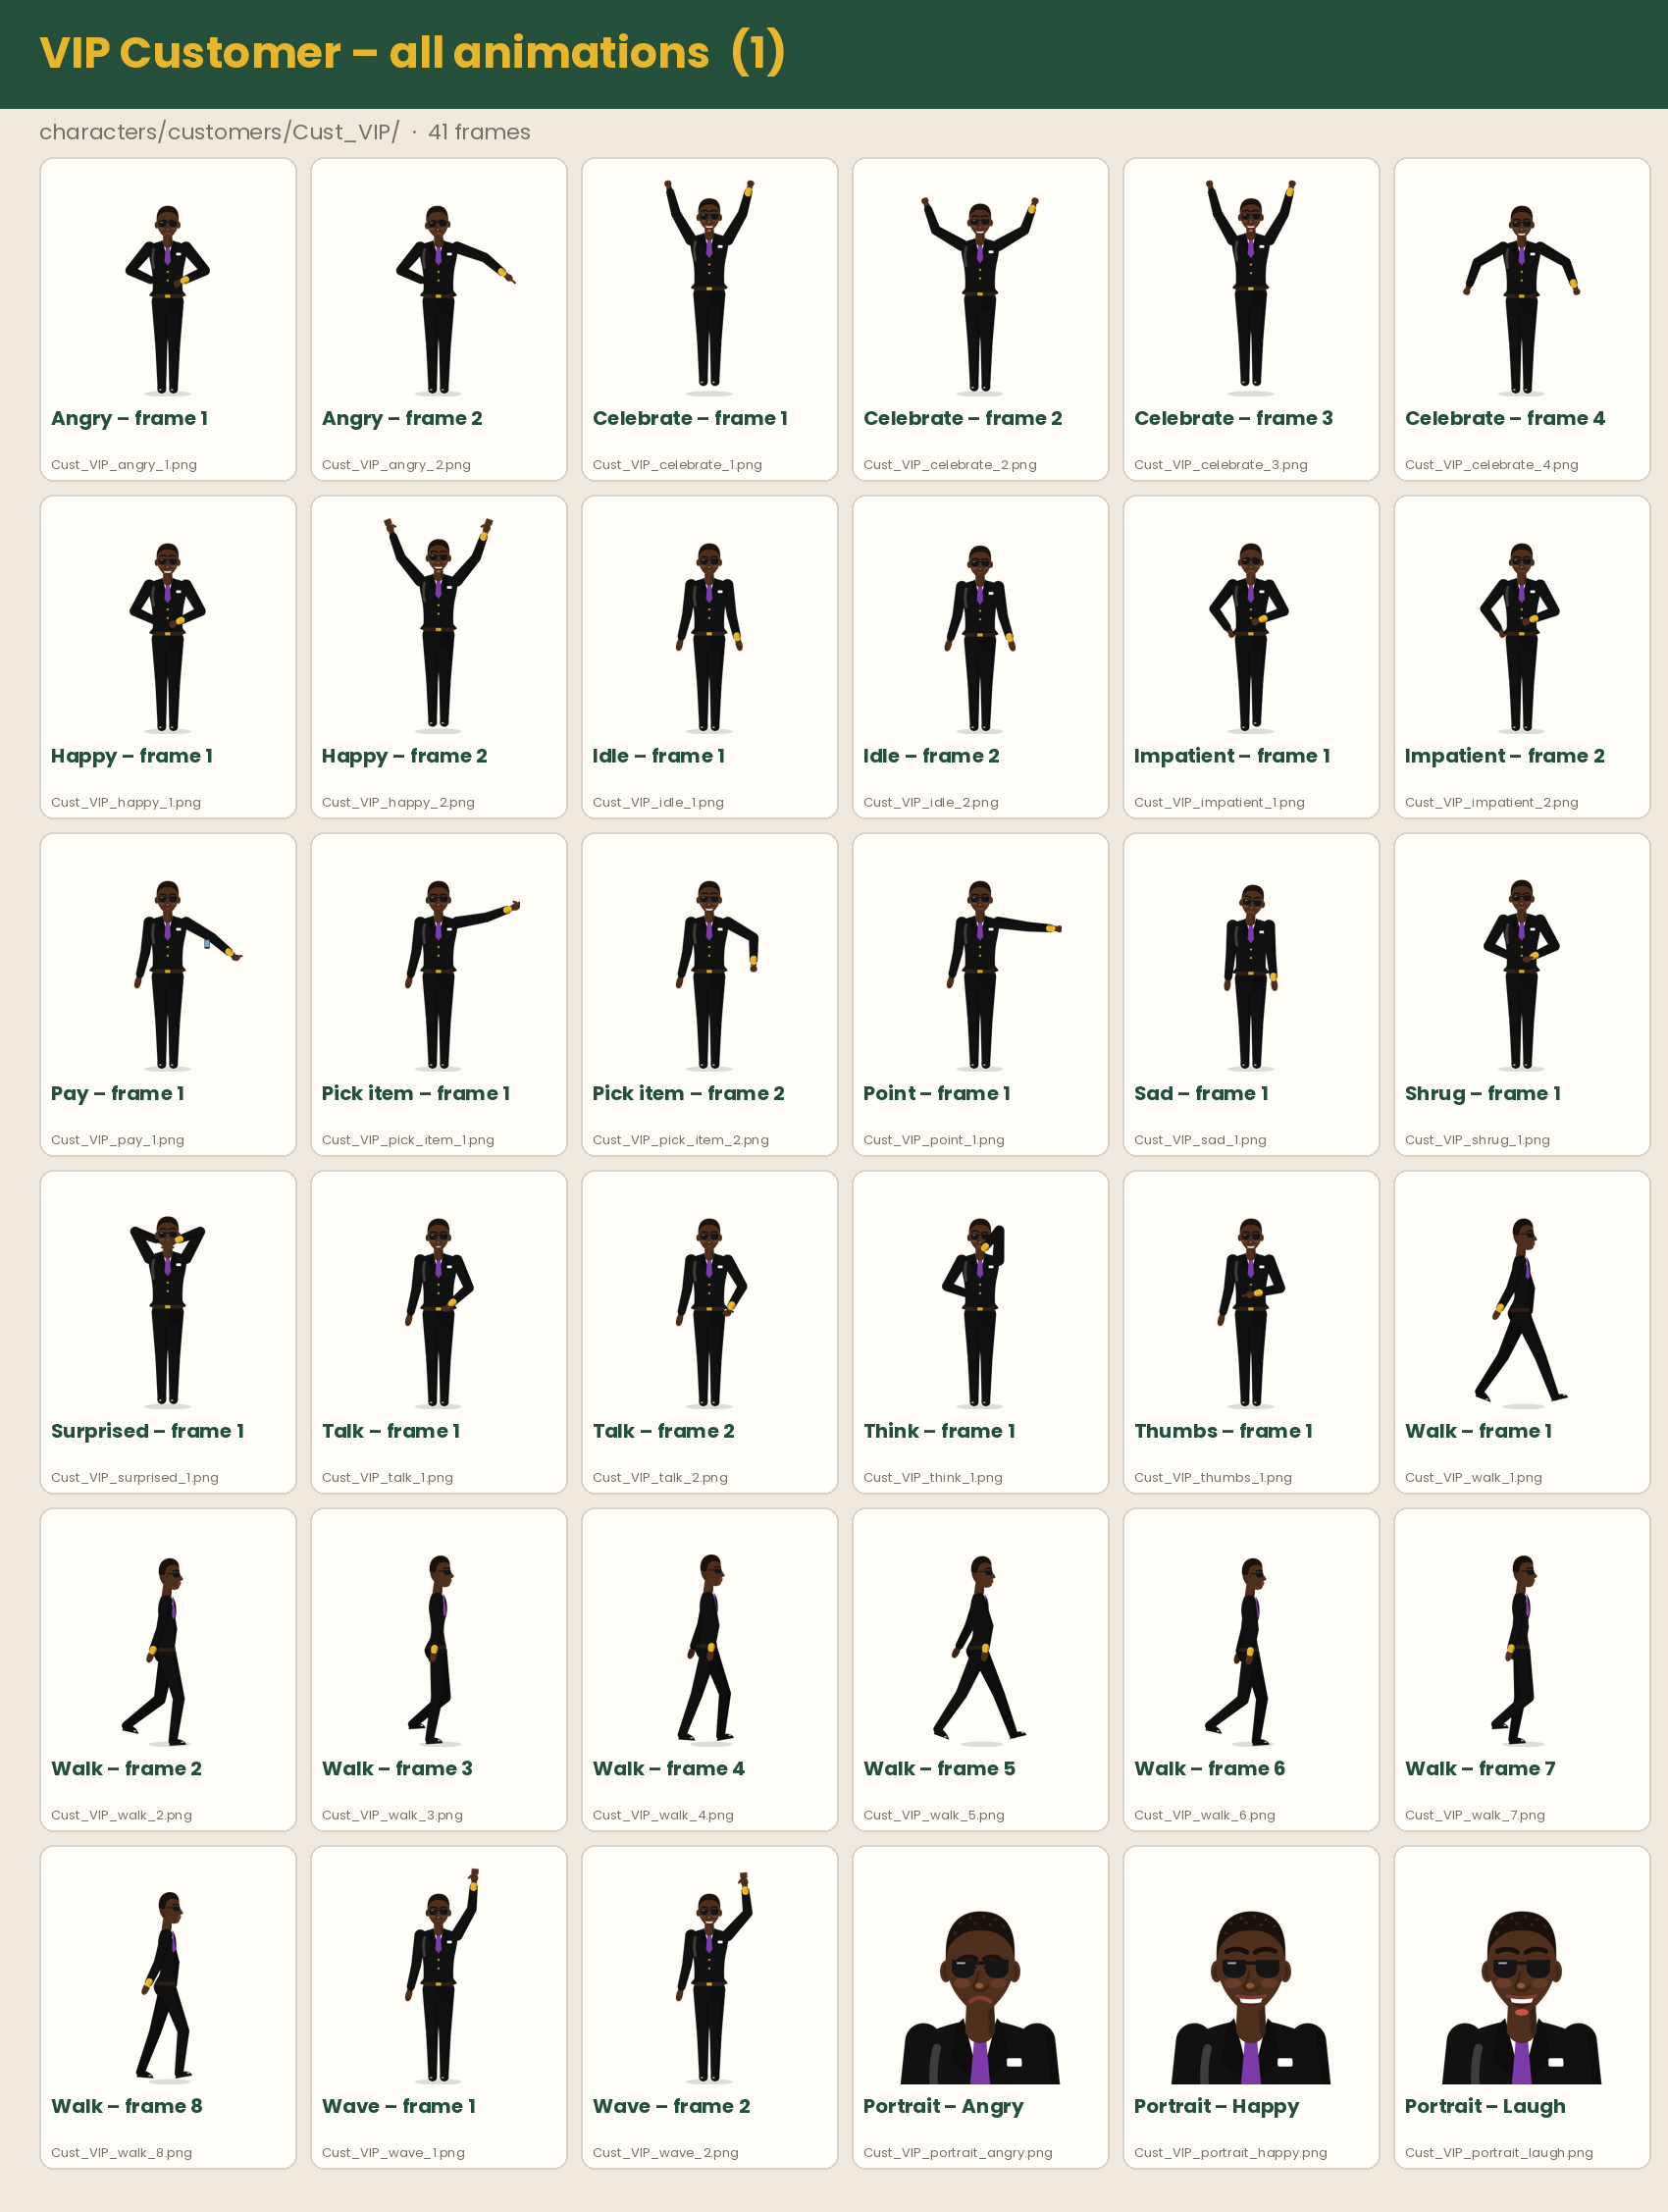 VIP Customer – all animations (1)
characters/customers/Cust_VIP/ · 41 frames
Angry – frame 1
Cust_VIP_angry_1.png
Angry – frame 2
Cust_VIP_angry_2.png
Celebrate – frame 1
Cust_VIP_celebrate_1.png
Celebrate – frame 2
Cust_VIP_celebrate_2.png
Celebrate – frame 3
Cust_VIP_celebrate_3.png
Celebrate – frame 4
Cust_VIP_celebrate_4.png
Happy – frame 1
Cust_VIP_happy_1.png
Happy – frame 2
Cust_VIP_happy_2.png
Idle – frame 1
Cust_VIP_idle_1.png
Idle – frame 2
Cust_VIP_idle_2.png
Impatient – frame 1
Cust_VIP_impatient_1.png
Impatient – frame 2
Cust_VIP_impatient_2.png
Pay – frame 1
Cust_VIP_pay_1.png
Pick item – frame 1
Cust_VIP_pick_item_1.png
Pick item – frame 2
Cust_VIP_pick_item_2.png
Point – frame 1
Cust_VIP_point_1.png
Sad – frame 1
Cust_VIP_sad_1.png
Shrug – frame 1
Cust_VIP_shrug_1.png
Surprised – frame 1
Cust_VIP_surprised_1.png
Talk – frame 1
Cust_VIP_talk_1.png
Talk – frame 2
Cust_VIP_talk_2.png
Think – frame 1
Cust_VIP_think_1.png
Thumbs – frame 1
Cust_VIP_thumbs_1.png
Walk – frame 1
Cust_VIP_walk_1.png
Walk – frame 2
Cust_VIP_walk_2.png
Walk – frame 3
Cust_VIP_walk_3.png
Walk – frame 4
Cust_VIP_walk_4.png
Walk – frame 5
Cust_VIP_walk_5.png
Walk – frame 6
Cust_VIP_walk_6.png
Walk – frame 7
Cust_VIP_walk_7.png
Walk – frame 8
Cust_VIP_walk_8.png
Wave – frame 1
Cust_VIP_wave_1.png
Wave – frame 2
Cust_VIP_wave_2.png
Portrait – Angry
Cust_VIP_portrait_angry.png
Portrait – Happy
Cust_VIP_portrait_happy.png
Portrait – Laugh
Cust_VIP_portrait_laugh.png